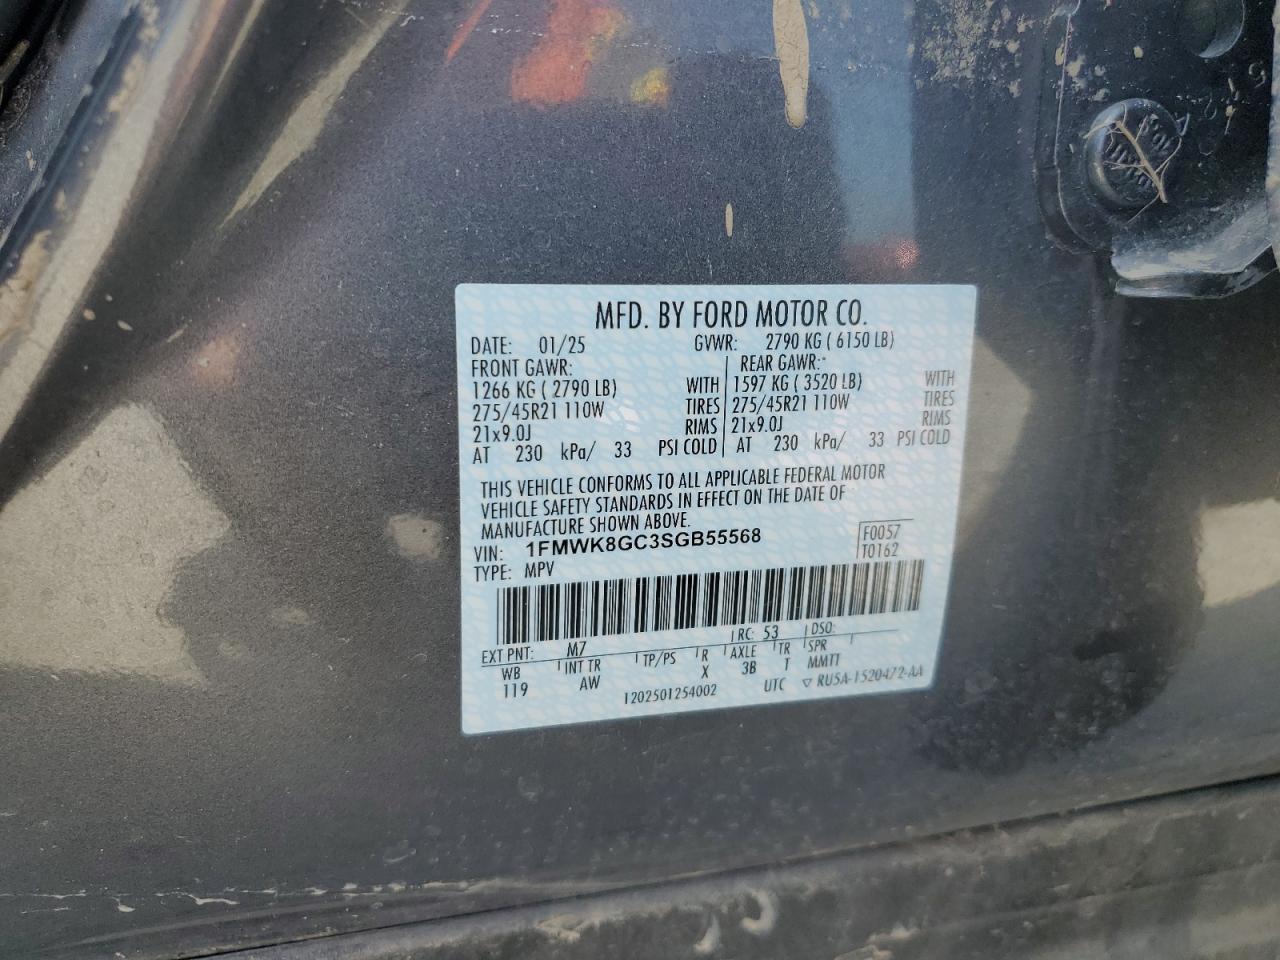 MFD. BY FORD MOTOR CO.
DATE: 01/25 GVWR: 2790 KG ( 6150 LB)
FRONT GAWR: REAR GAWR:
1266 KG ( 2790 LB) WITH 1597 KG ( 3520 LB) WITH
275/45R21 110W TIRES 275/45R21 110W TIRES
21x9.0J RIMS 21x9.0J RIMS
AT 230 kPa/ 33 PSI COLD AT 230 kPa/ 33 PSI COLD
THIS VEHICLE CONFORMS TO ALL APPLICABLE FEDERAL MOTOR
VEHICLE SAFETY STANDARDS IN EFFECT ON THE DATE OF
MANUFACTURE SHOWN ABOVE.
VIN: 1FMWK8GC3SGB55568 F0057
TYPE: MPV T0162
EXT PNT: M7 RC: 53 DSO:
WB INT TR TP/PS R AXLE TR SPR
119 AW X 3B T MMTT
1202501254002 UTC ▽ RU5A-1520472-AA